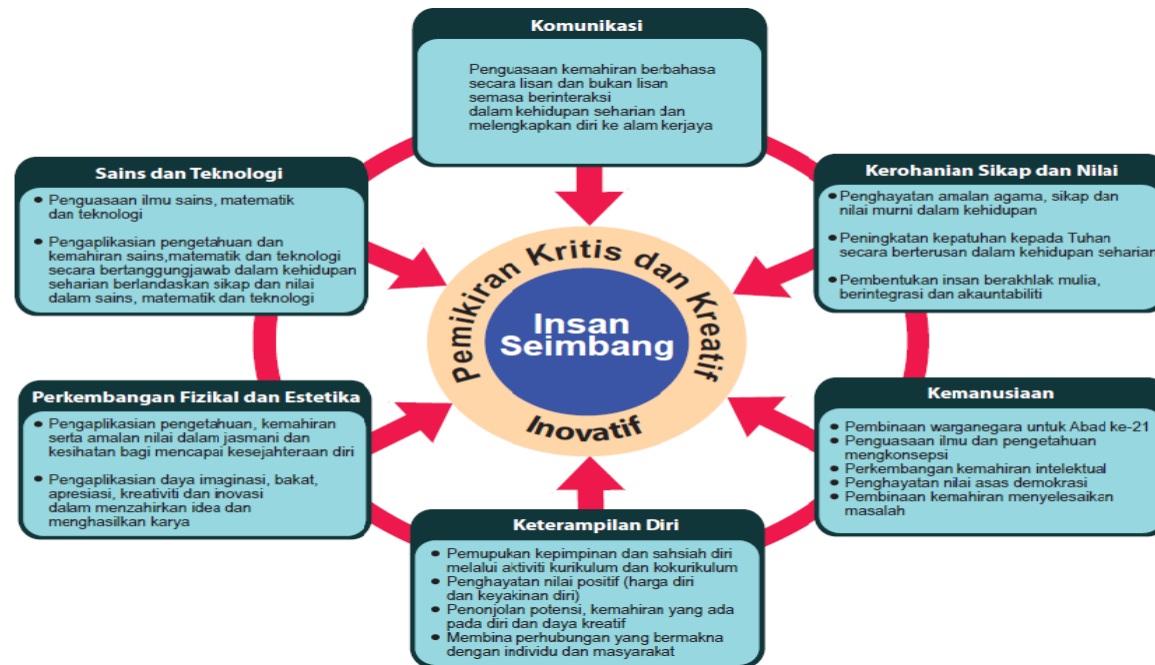 Komunikasi
Penguasaan kemahiran berbahasa
secara lisan dan bukan lisan
semasa berinteraksi
dalam kehidupan seharian dan
melengkapkan diri ke alam kerjaya
Sains dan Teknologi
• Penguasaan ilmu sains, matematik
dan teknologi
• Pengaplikasian pengetahuan dan
kemahiran sains,matematik dan teknologi
secara bertanggungjawab dalam kehidupan
seharian berlandaskan sikap dan nilai
dalam sains, matematik dan teknologi
Kerohanian Sikap dan Nilai
• Penghayatan amalan agama, sikap dan
nilai murni dalam kehidupan
• Peningkatan kepatuhan kepada Tuhan
secara berterusan dalam kehidupan seharian
• Pembentukan insan berakhlak mulia,
berintegrasi dan akauntabiliti
Pemikiran Kritis dan Kreatif
Insan
Seimbang
Inovatif
Perkembangan Fizikal dan Estetika
• Pengaplikasian pengetahuan, kemahiran
serta amalan nilai dalam jasmani dan
kesihatan bagi mencapai kesejahteraan diri
• Pengaplikasian daya imaginasi, bakat,
apresiasi, kreativiti dan inovasi
dalam menzahirkan idea dan
menghasilkan karya
Kemanusiaan
• Pembinaan warganegara untuk Abad ke-21
• Penguasaan ilmu dan pengetahuan
mengkonsepsi
• Perkembangan kemahiran intelektual
• Penghayatan nilai asas demokrasi
• Pembinaan kemahiran menyelesaikan
masalah
Keterampilan Diri
• Pemupukan kepimpinan dan sahsiah diri
melalui aktiviti kurikulum dan kokurikulum
• Penghayatan nilai positif (harga diri
dan keyakinan diri)
• Penonjolan potensi, kemahiran yang ada
pada diri dan daya kreatif
• Membina perhubungan yang bermakna
dengan individu dan masyarakat